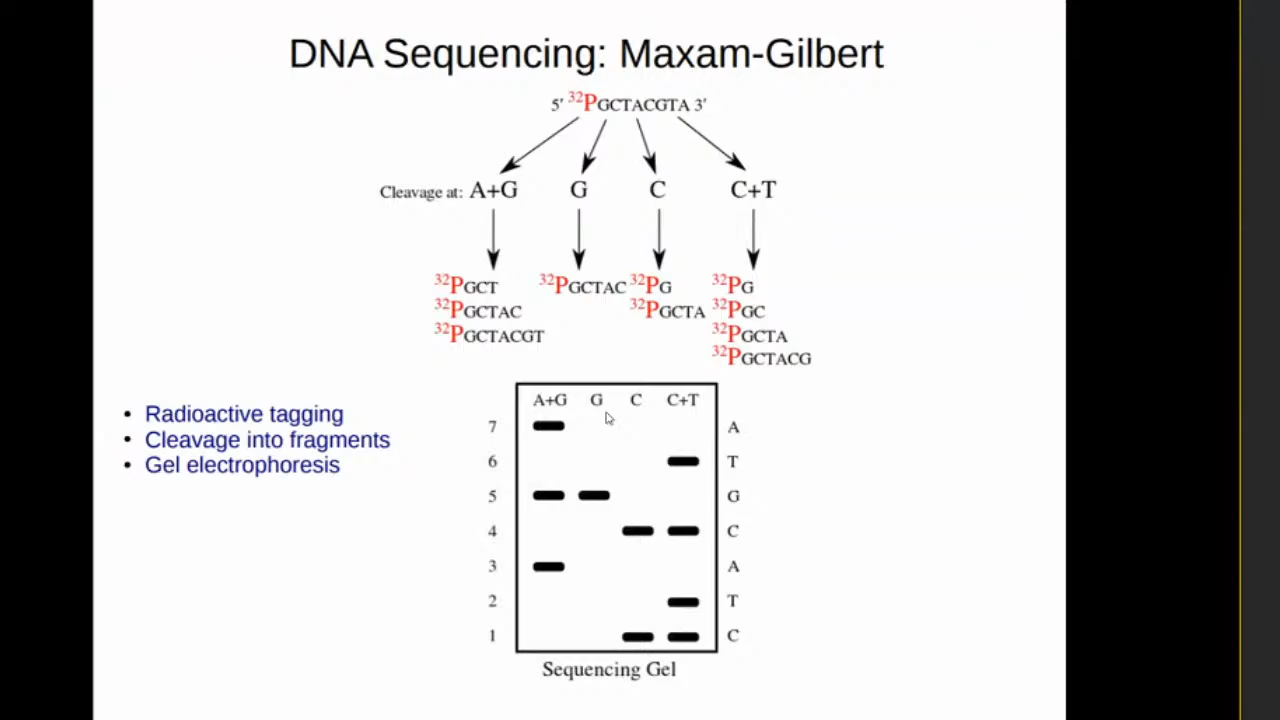 DNA Sequencing: Maxam-Gilbert
5' ³²PGCTACGTA 3'
Cleavage at: A+G G C C+T
³²PGCT ³²PGCTAC ³²PG ³²PG
³²PGCTAC ³²PGCTA ³²PGC
³²PGCTACGT ³²PGCTA
³²PGCTACG
• Radioactive tagging
• Cleavage into fragments
• Gel electrophoresis
A+G G C C+T
7 A
6 T
5 G
4 C
3 A
2 T
1 C
Sequencing Gel